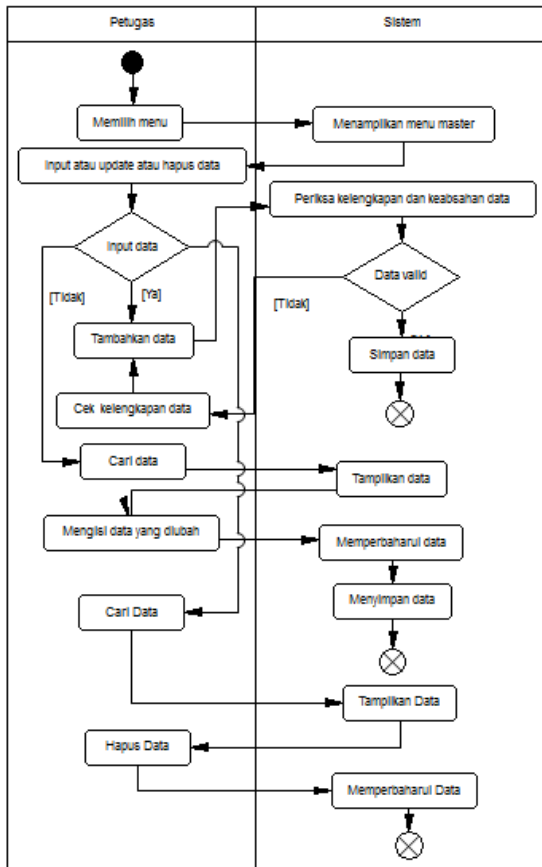 Petugas
Sistem
Memilih menu
Menampilkan menu master
Input atau update atau hapus data
Periksa kelengkapan dan keabsahan data
Input data
Data valid
[Tidak]
[Ya]
[Tidak]
Tambahkan data
Simpan data
Cek kelengkapan data
Cari data
Tampilkan data
Mengisi data yang diubah
Memperbaharui data
Cari Data
Menyimpan data
Tampilkan Data
Hapus Data
Memperbaharui Data